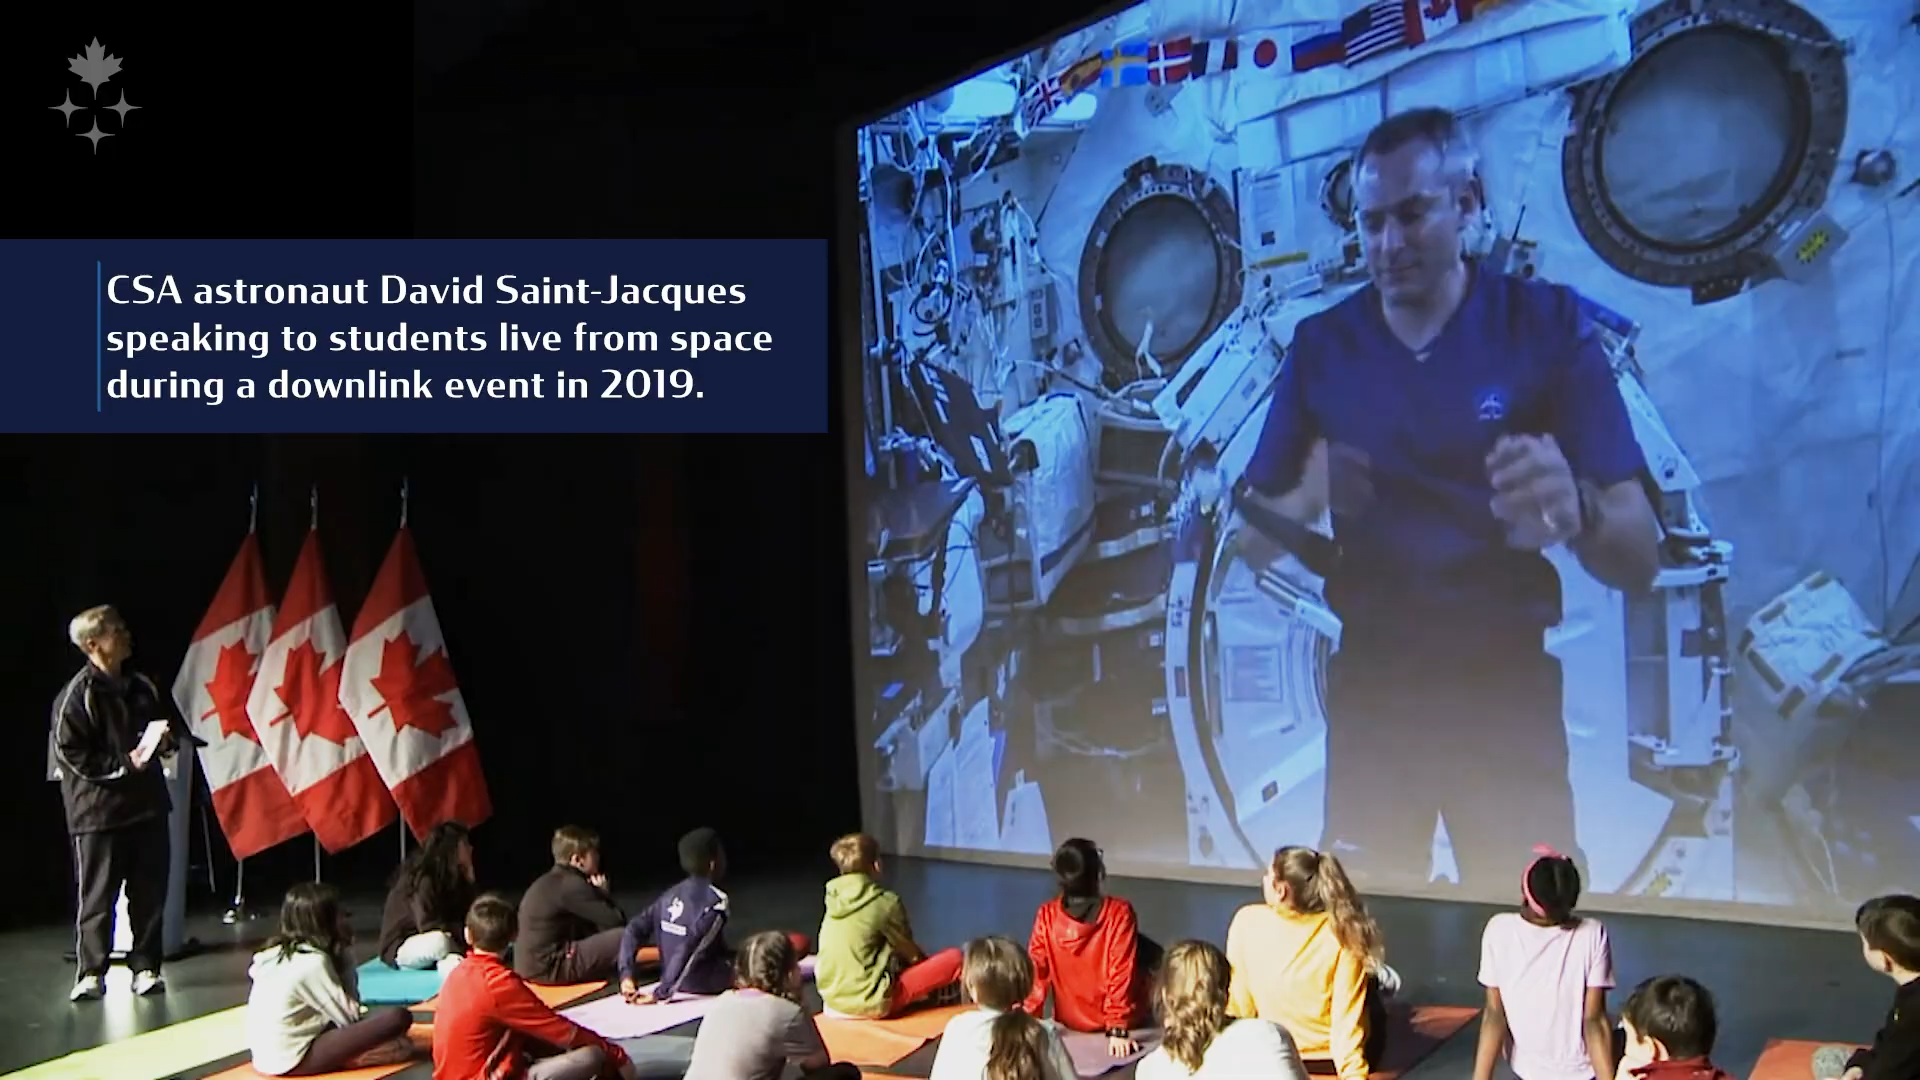 CSA astronaut David Saint-Jacques
speaking to students live from space
during a downlink event in 2019.